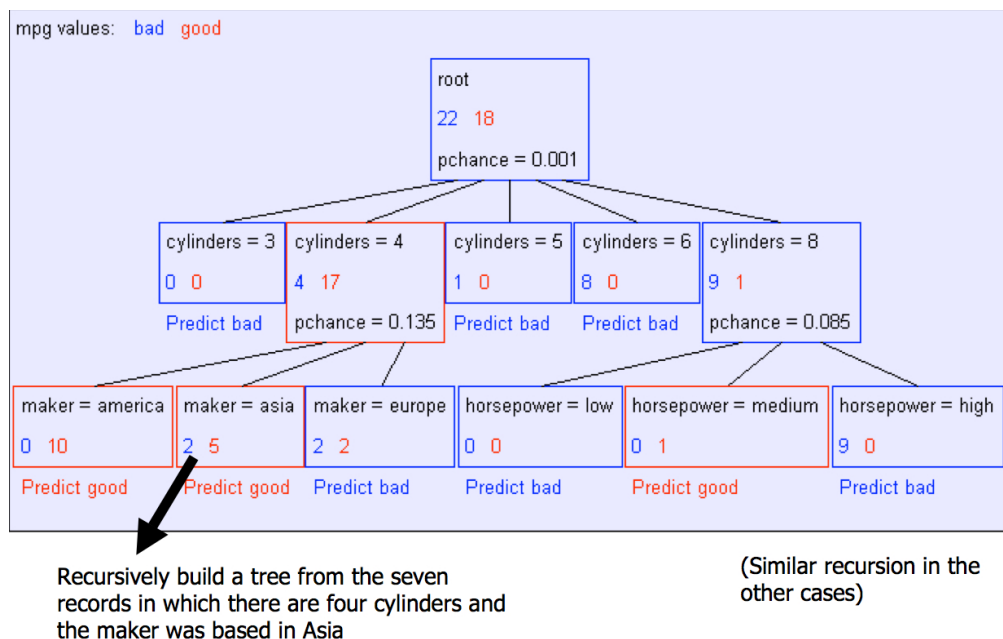 mpg values: bad good
root
22 18
pchance = 0.001
cylinders = 3 cylinders = 4 cylinders = 5 cylinders = 6 cylinders = 8
0 0 4 17 1 0 8 0 9 1
Predict bad pchance = 0.135 Predict bad Predict bad pchance = 0.085
maker = america maker = asia maker = europe horsepower = low horsepower = medium horsepower = high
0 10 2 5 2 2 0 0 0 1 9 0
Predict good Predict good Predict bad Predict bad Predict good Predict bad
Recursively build a tree from the seven
records in which there are four cylinders and
the maker was based in Asia
(Similar recursion in the
other cases)